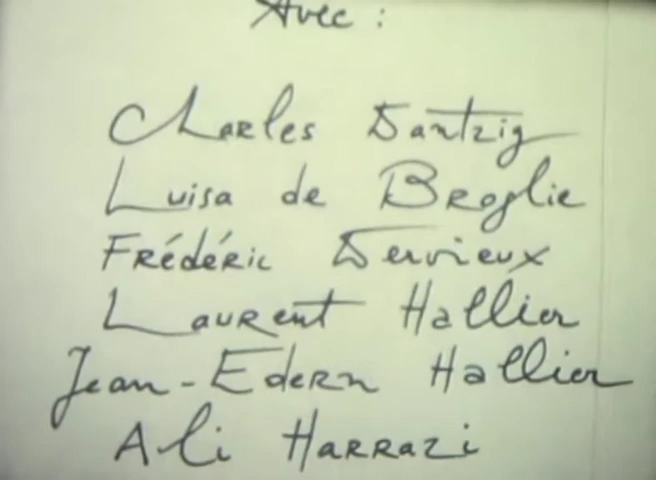 Avec :
Charles Dantzig
Luisa de Broglie
Frédéric Dervieux
Laurent Hallier
Jean-Edern Hallier
Ali Harrazi